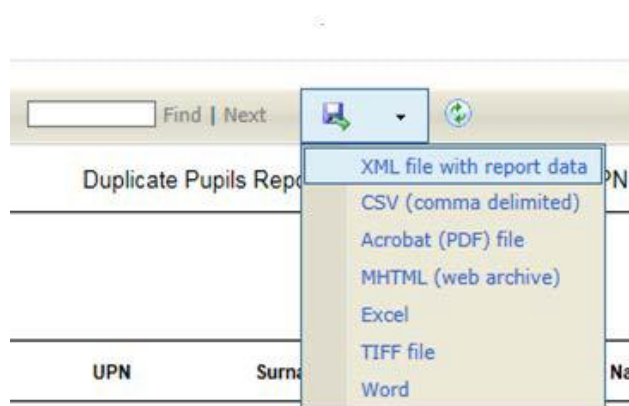 Find | Next
XML file with report data
Duplicate Pupils Repo
PN
CSV (comma delimited)
Acrobat (PDF) file
MHTML (web archive)
Excel
TIFF file
UPN Surna Na
Word